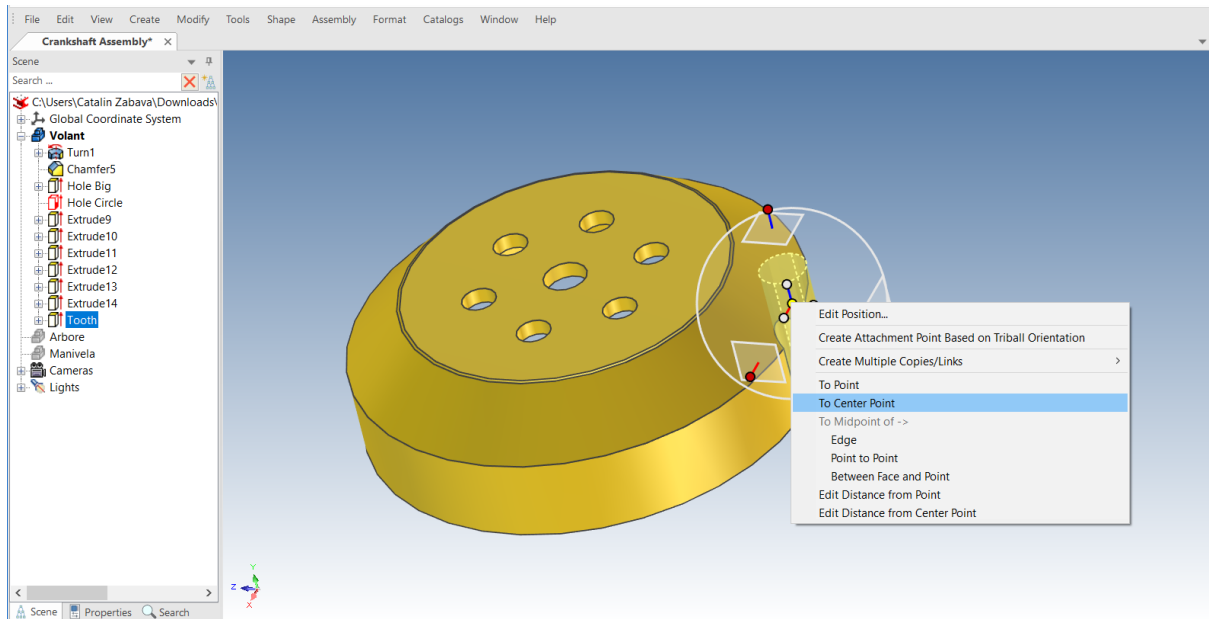 File Edit View Create Modify Tools Shape Assembly Format Catalogs Window Help
Crankshaft Assembly*
Scene
Search ...
C:\Users\Catalin Zabava\Downloads\
Global Coordinate System
Volant
Turn1
Chamfer5
Hole Big
Hole Circle
Extrude9
Extrude10
Extrude11
Extrude12
Extrude13
Extrude14
Tooth
Arbore
Manivela
Cameras
Lights
Edit Position...
Create Attachment Point Based on Triball Orientation
Create Multiple Copies/Links
To Point
To Center Point
To Midpoint of ->
Edge
Point to Point
Between Face and Point
Edit Distance from Point
Edit Distance from Center Point
Y
Z
X
Scene Properties Search